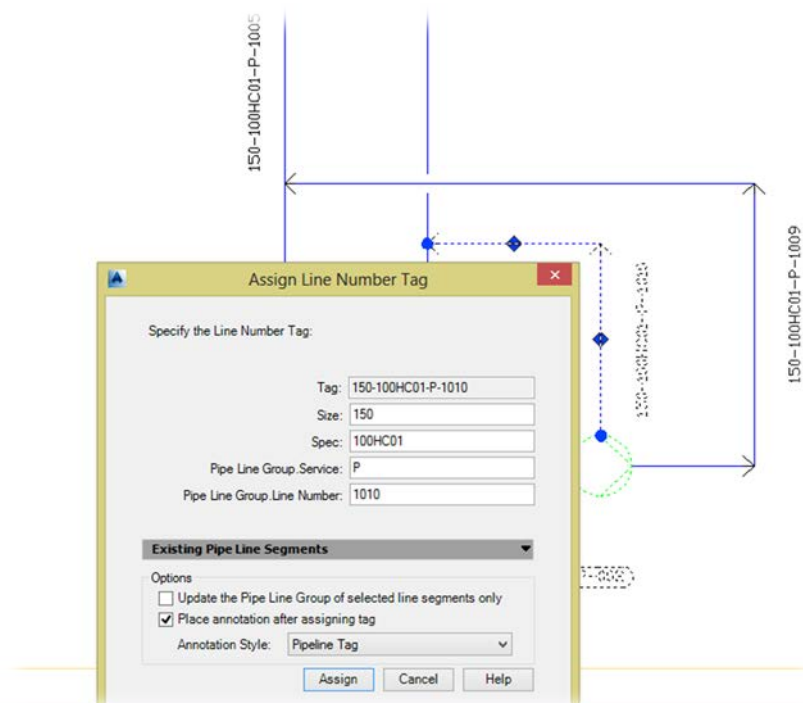 150-100HC01-P-1005
150-100HC01-P-1009
Assign Line Number Tag
Specify the Line Number Tag:
Tag: 150-100HC01-P-1010
Size: 150
Spec: 100HC01
Pipe Line Group.Service: P
Pipe Line Group.Line Number: 1010
Existing Pipe Line Segments
Options
Update the Pipe Line Group of selected line segments only
Place annotation after assigning tag
Annotation Style: Pipeline Tag
Assign Cancel Help